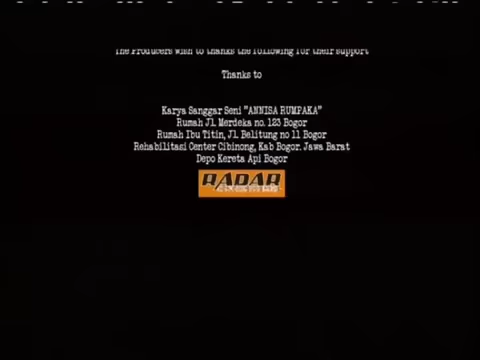 The Producers wish to thanks the following for their support
Thanks to
Karya Sanggar Seni "ANNISA RUMPAKA"
Rumah Jl. Merdeka no. 123 Bogor
Rumah Ibu Titin, Jl. Belitung no 11 Bogor
Rehabilitasi Center Cibinong, Kab Bogor. Jawa Barat
Depo Kereta Api Bogor
RADAR